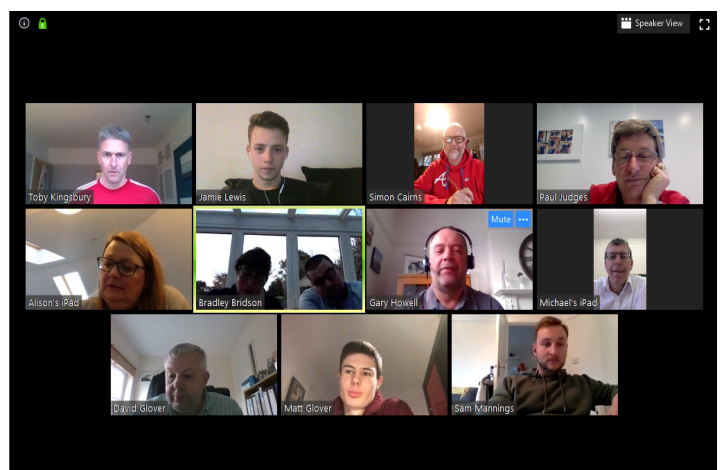 Speaker View
Toby Kingsbury
Jamie Lewis
Simon Cairns
Paul Judges
Alison's iPad
Bradley Bridson
Mute
Gary Howell
Michael's iPad
David Glover
Matt Glover
Sam Mannings